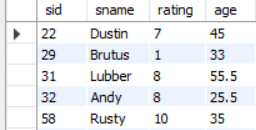 sid sname rating age
22 Dustin 7 45
29 Brutus 1 33
31 Lubber 8 55.5
32 Andy 8 25.5
58 Rusty 10 35